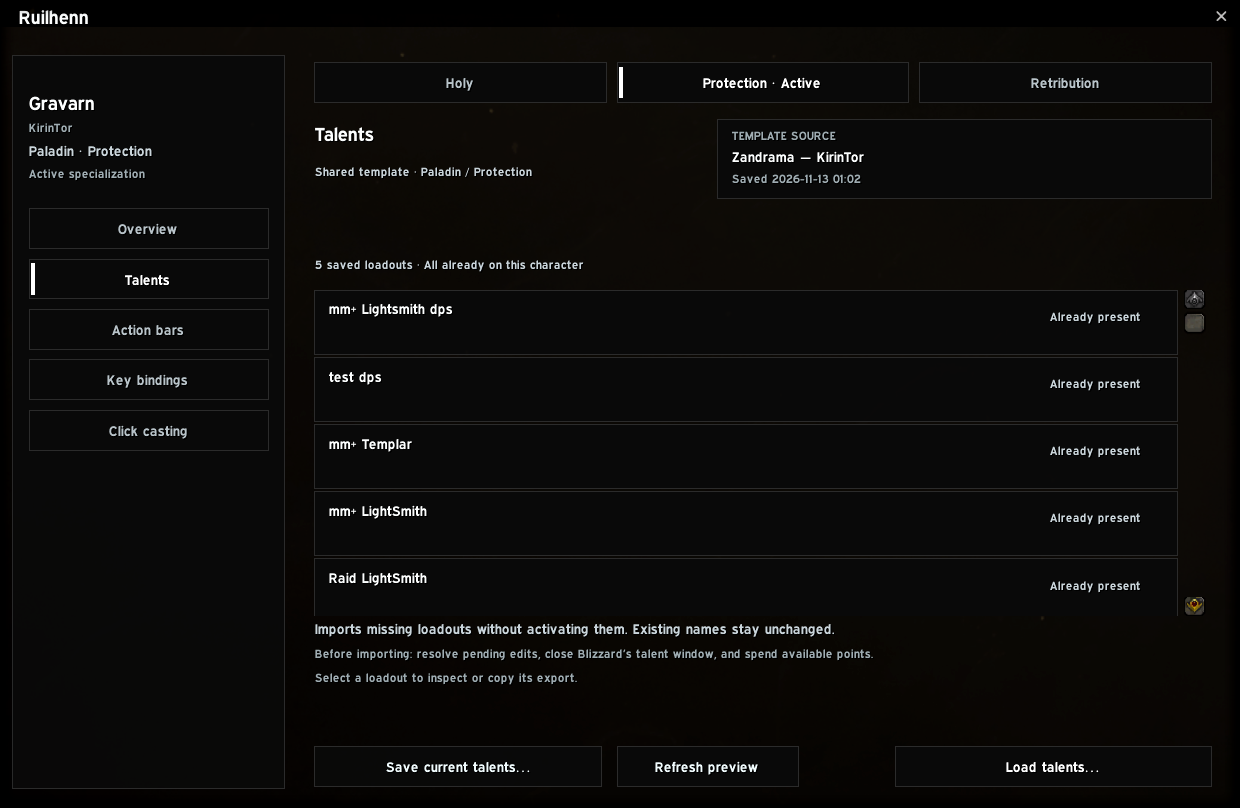 Ruilhenn
Gravarn
KirinTor
Paladin · Protection
Active specialization
Overview
Talents
Action bars
Key bindings
Click casting
Holy
Protection · Active
Retribution
Talents
Shared template · Paladin / Protection
TEMPLATE SOURCE
Zandrama — KirinTor
Saved 2026-11-13 01:02
5 saved loadouts · All already on this character
mm+ Lightsmith dps
Already present
test dps
Already present
mm+ Templar
Already present
mm+ LightSmith
Already present
Raid LightSmith
Already present
Imports missing loadouts without activating them. Existing names stay unchanged.
Before importing: resolve pending edits, close Blizzard's talent window, and spend available points.
Select a loadout to inspect or copy its export.
Save current talents...
Refresh preview
Load talents...